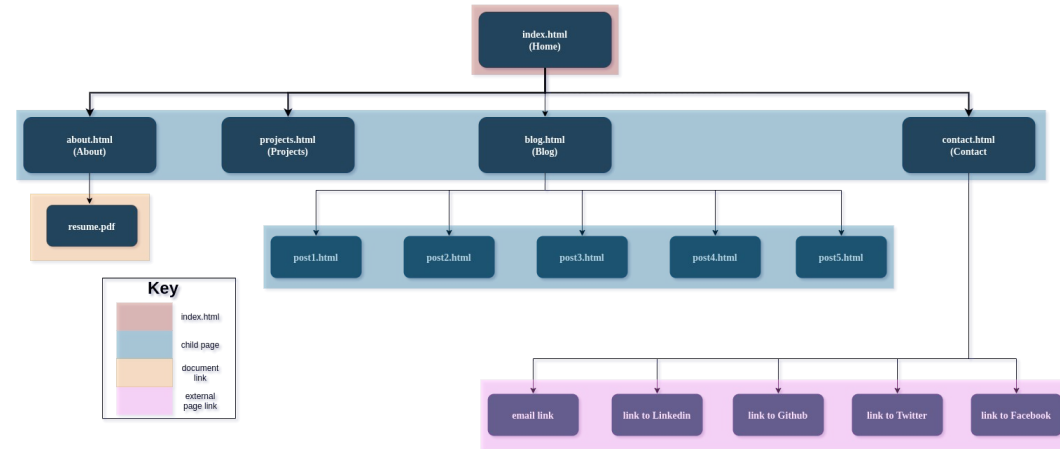 index.html
(Home)
about.html
(About)
projects.html
(Projects)
blog.html
(Blog)
contact.html
(Contact
resume.pdf
post1.html
post2.html
post3.html
post4.html
post5.html
Key
index.html
child page
document
link
external
page link
email link
link to Linkedin
link to Github
link to Twitter
link to Facebook